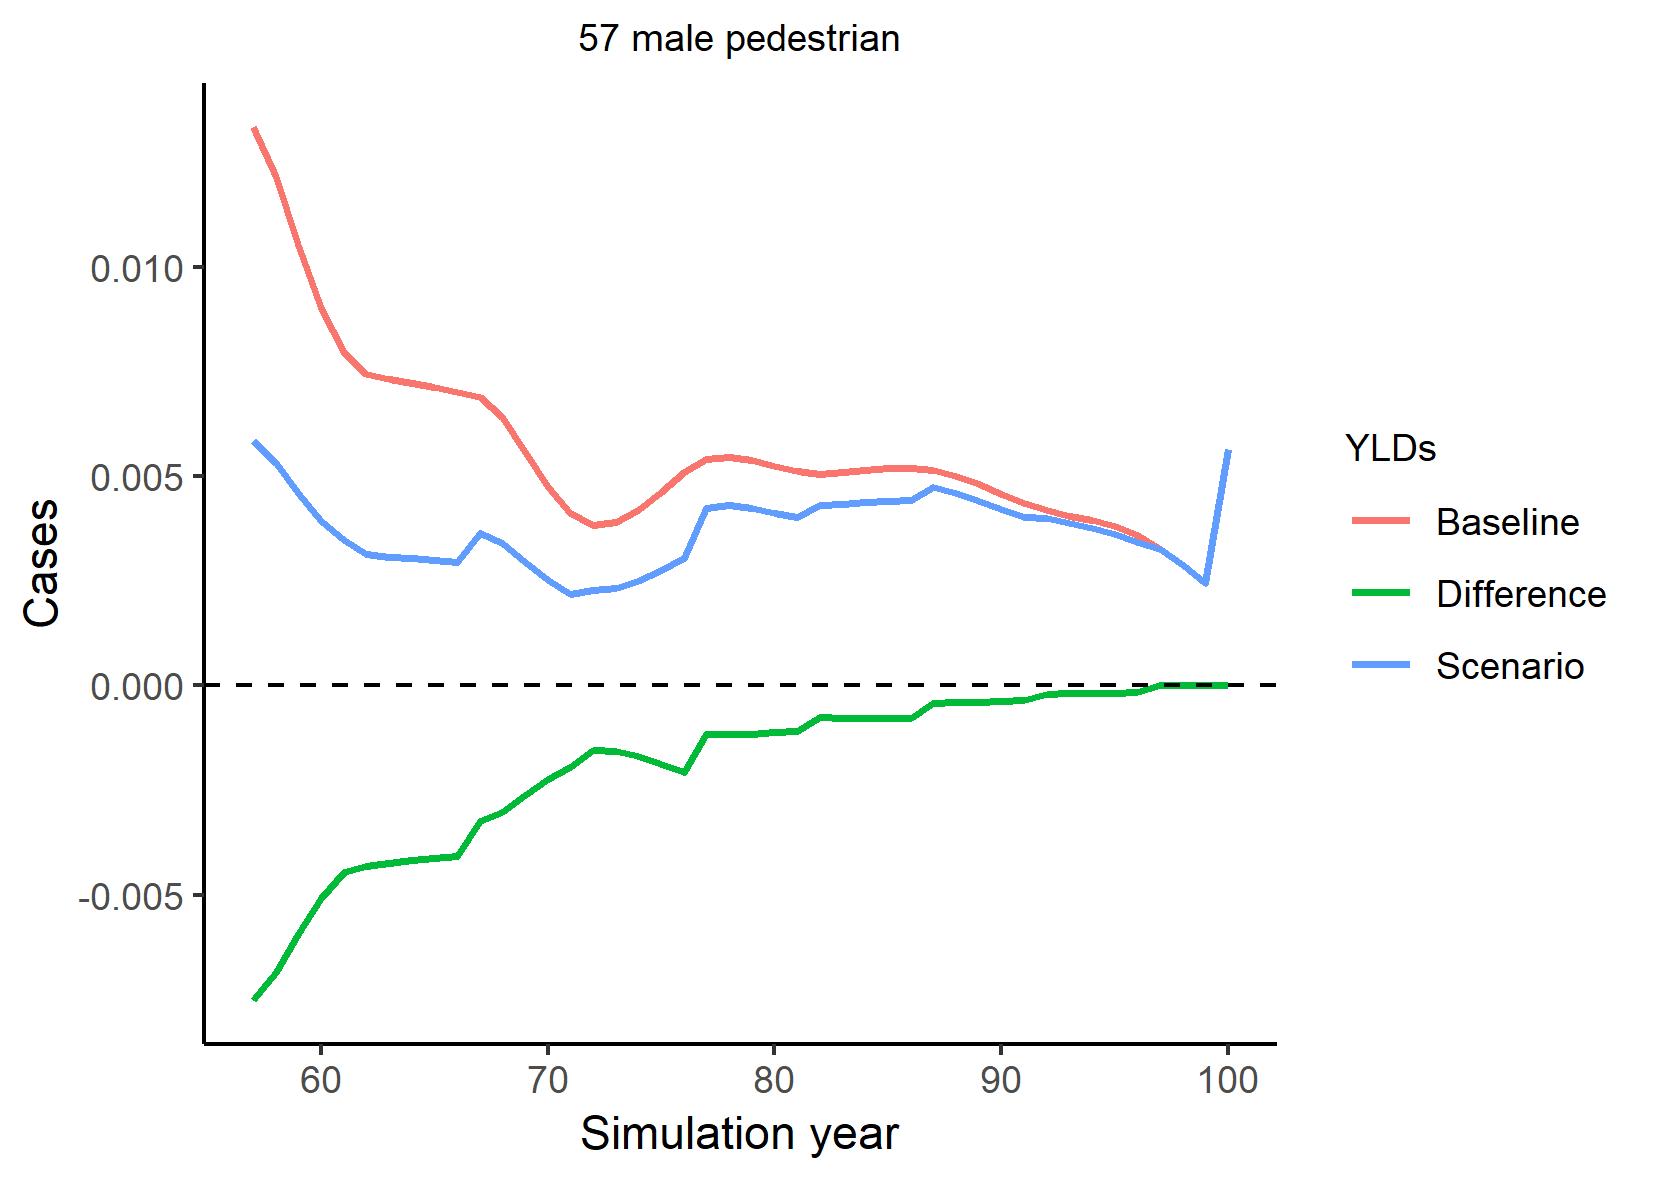 57 male pedestrian
Cases
0.010
0.005
0.000
-0.005
60 70 80 90 100
Simulation year
YLDs
Baseline
Difference
Scenario